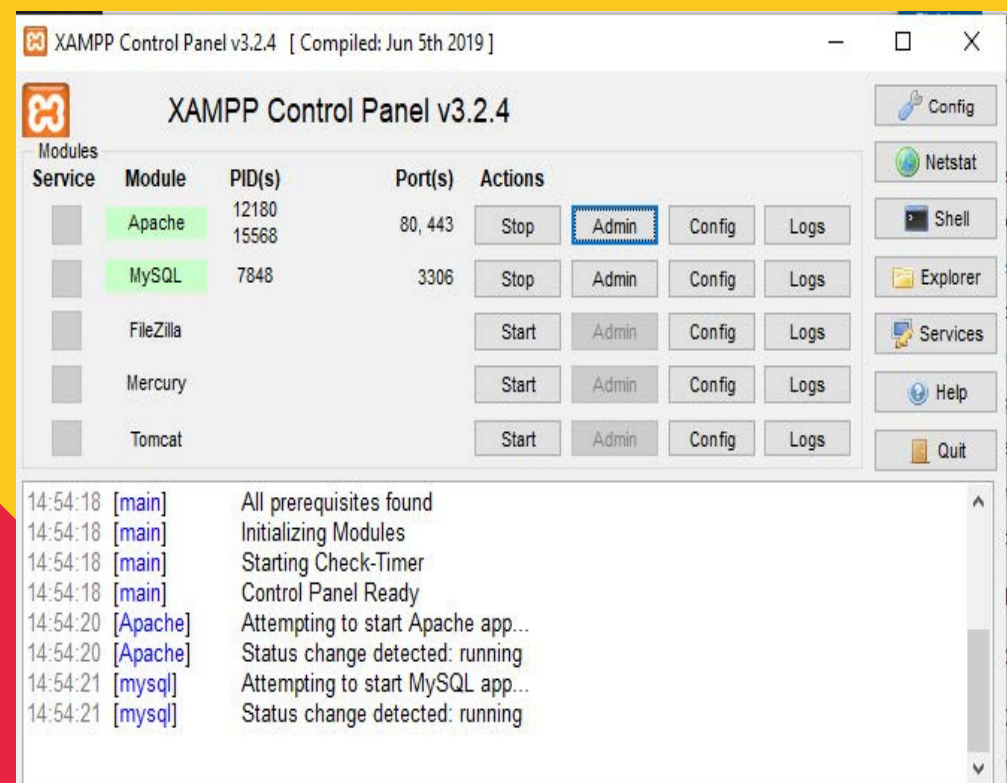 XAMPP Control Panel v3.2.4 [ Compiled: Jun 5th 2019 ]
XAMPP Control Panel v3.2.4
Config
Modules
Service Module PID(s) Port(s) Actions
Netstat
Apache 12180 15568 80, 443 Stop Admin Config Logs
Shell
MySQL 7848 3306 Stop Admin Config Logs
Explorer
FileZilla Start Admin Config Logs
Services
Mercury Start Admin Config Logs
Help
Tomcat Start Admin Config Logs
Quit
14:54:18 [main] All prerequisites found
14:54:18 [main] Initializing Modules
14:54:18 [main] Starting Check-Timer
14:54:18 [main] Control Panel Ready
14:54:20 [Apache] Attempting to start Apache app...
14:54:20 [Apache] Status change detected: running
14:54:21 [mysql] Attempting to start MySQL app...
14:54:21 [mysql] Status change detected: running